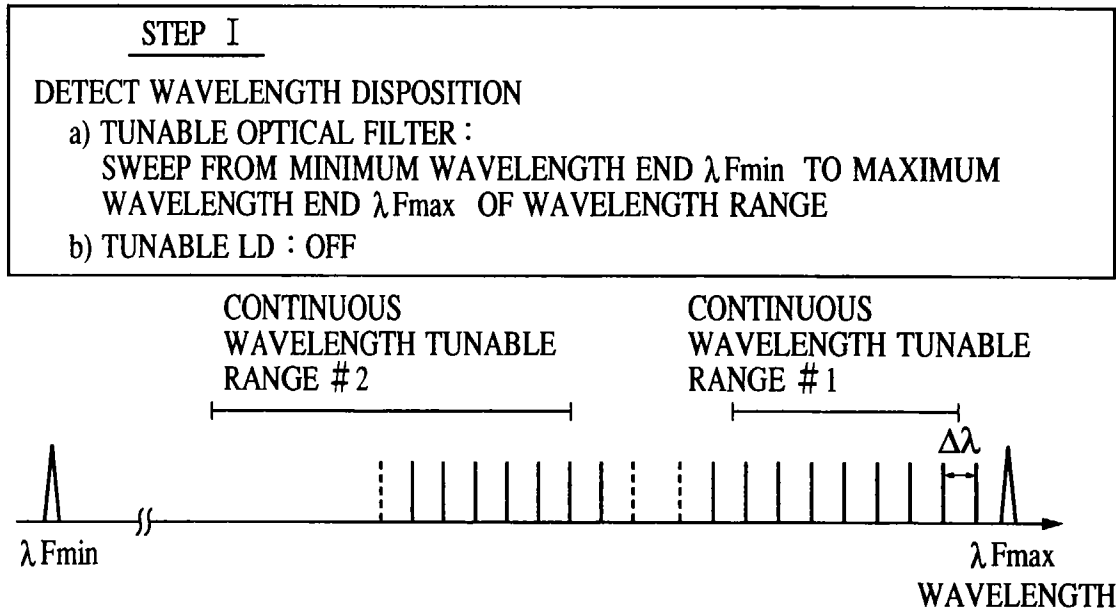 STEP I
DETECT WAVELENGTH DISPOSITION
a) TUNABLE OPTICAL FILTER :
SWEEP FROM MINIMUM WAVELENGTH END λFmin TO MAXIMUM
WAVELENGTH END λFmax OF WAVELENGTH RANGE
b) TUNABLE LD : OFF
CONTINUOUS
WAVELENGTH TUNABLE
RANGE #2
CONTINUOUS
WAVELENGTH TUNABLE
RANGE #1
Δλ
λFmin
λFmax
WAVELENGTH